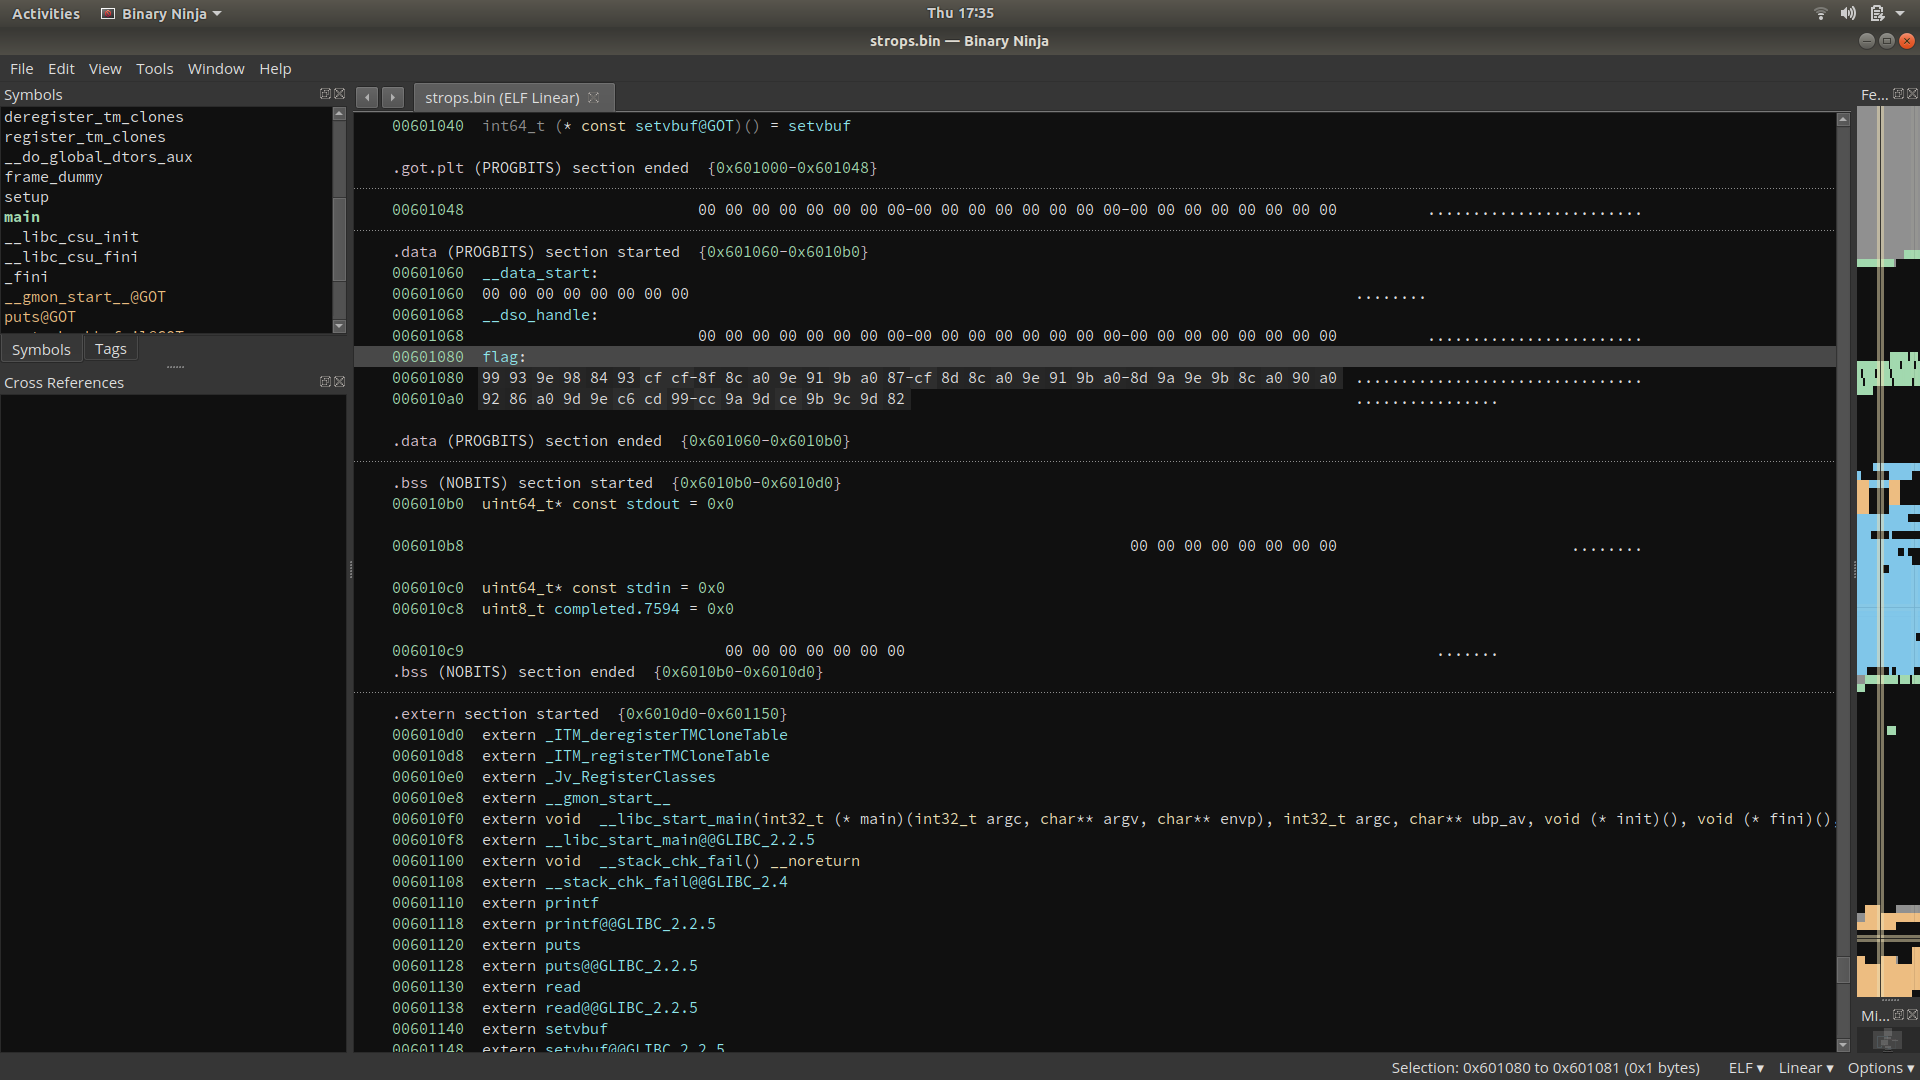 Activities Binary Ninja Thu 17:35
strops.bin — Binary Ninja
File Edit View Tools Window Help
Symbols
deregister_tm_clones
register_tm_clones
__do_global_dtors_aux
frame_dummy
setup
main
__libc_csu_init
__libc_csu_fini
_fini
__gmon_start__@GOT
puts@GOT
Symbols Tags
Cross References
strops.bin (ELF Linear)
00601040 int64_t (* const setvbuf@GOT)() = setvbuf
.got.plt (PROGBITS) section ended {0x601000-0x601048}
00601048 00 00 00 00 00 00 00 00-00 00 00 00 00 00 00 00-00 00 00 00 00 00 00 00 ........................
.data (PROGBITS) section started {0x601060-0x6010b0}
00601060 __data_start:
00601060 00 00 00 00 00 00 00 00 ........
00601068 __dso_handle:
00601068 00 00 00 00 00 00 00 00-00 00 00 00 00 00 00 00-00 00 00 00 00 00 00 00 ........................
00601080 flag:
00601080 99 93 9e 98 84 93 cf cf-8f 8c a0 9e 91 9b a0 87-cf 8d 8c a0 9e 91 9b a0-8d 9a 9e 9b 8c a0 90 a0 ................................
006010a0 92 86 a0 9d 9e c6 cd 99-cc 9a 9d ce 9b 9c 9d 82 ................
.data (PROGBITS) section ended {0x601060-0x6010b0}
.bss (NOBITS) section started {0x6010b0-0x6010d0}
006010b0 uint64_t* const stdout = 0x0
006010b8 00 00 00 00 00 00 00 00 ........
006010c0 uint64_t* const stdin = 0x0
006010c8 uint8_t completed.7594 = 0x0
006010c9 00 00 00 00 00 00 00 .......
.bss (NOBITS) section ended {0x6010b0-0x6010d0}
.extern section started {0x6010d0-0x601150}
006010d0 extern _ITM_deregisterTMCloneTable
006010d8 extern _ITM_registerTMCloneTable
006010e0 extern _Jv_RegisterClasses
006010e8 extern __gmon_start__
006010f0 extern void __libc_start_main(int32_t (* main)(int32_t argc, char** argv, char** envp), int32_t argc, char** ubp_av, void (* init)(), void (* fini)()
006010f8 extern __libc_start_main@@GLIBC_2.2.5
00601100 extern void __stack_chk_fail() __noreturn
00601108 extern __stack_chk_fail@@GLIBC_2.4
00601110 extern printf
00601118 extern printf@@GLIBC_2.2.5
00601120 extern puts
00601128 extern puts@@GLIBC_2.2.5
00601130 extern read
00601138 extern read@@GLIBC_2.2.5
00601140 extern setvbuf
00601148 extern setvbuf@@GLIBC_2.2.5
Fe...
Mi...
Selection: 0x601080 to 0x601081 (0x1 bytes) ELF Linear Options